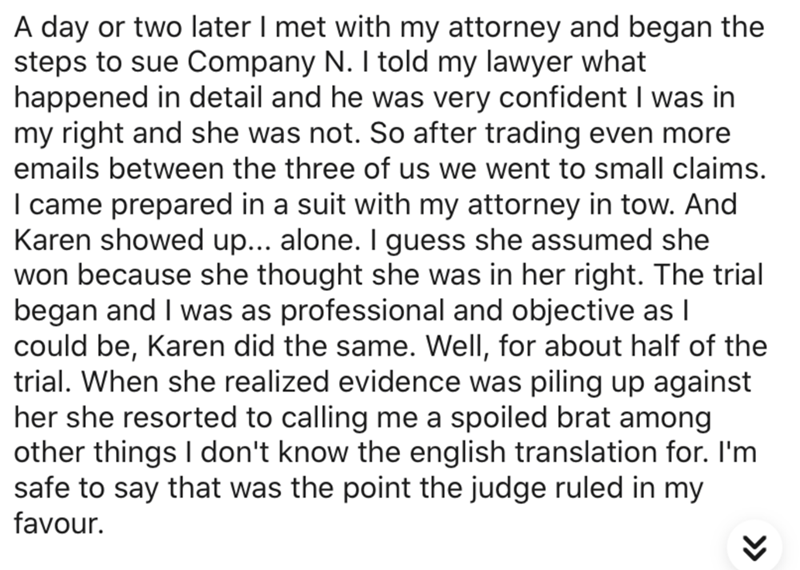 A day or two later I met with my attorney and began the
steps to sue Company N. I told my lawyer what
happened in detail and he was very confident I was in
my right and she was not. So after trading even more
emails between the three of us we went to small claims.
I came prepared in a suit with my attorney in tow. And
Karen showed up... alone. I guess she assumed she
won because she thought she was in her right. The trial
began and I was as professional and objective as I
could be, Karen did the same. Well, for about half of the
trial. When she realized evidence was piling up against
her she resorted to calling me a spoiled brat among
other things I don't know the english translation for. I'm
safe to say that was the point the judge ruled in my
favour.